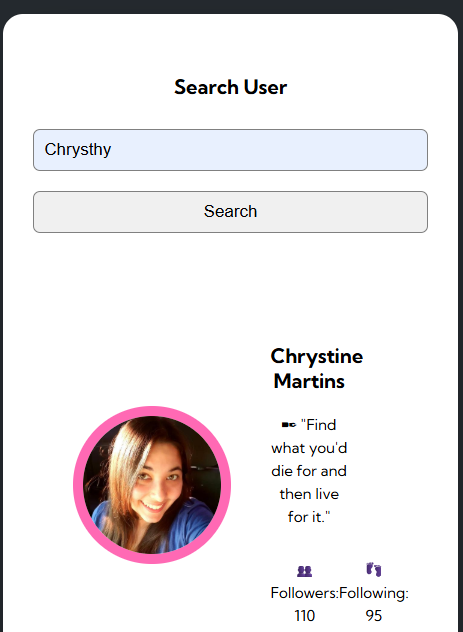 Search User
Chrysthy
Search
Chrystine
Martins
✒ "Find
what you'd
die for and
then live
for it."
👥 👣
Followers:Following:
110 95